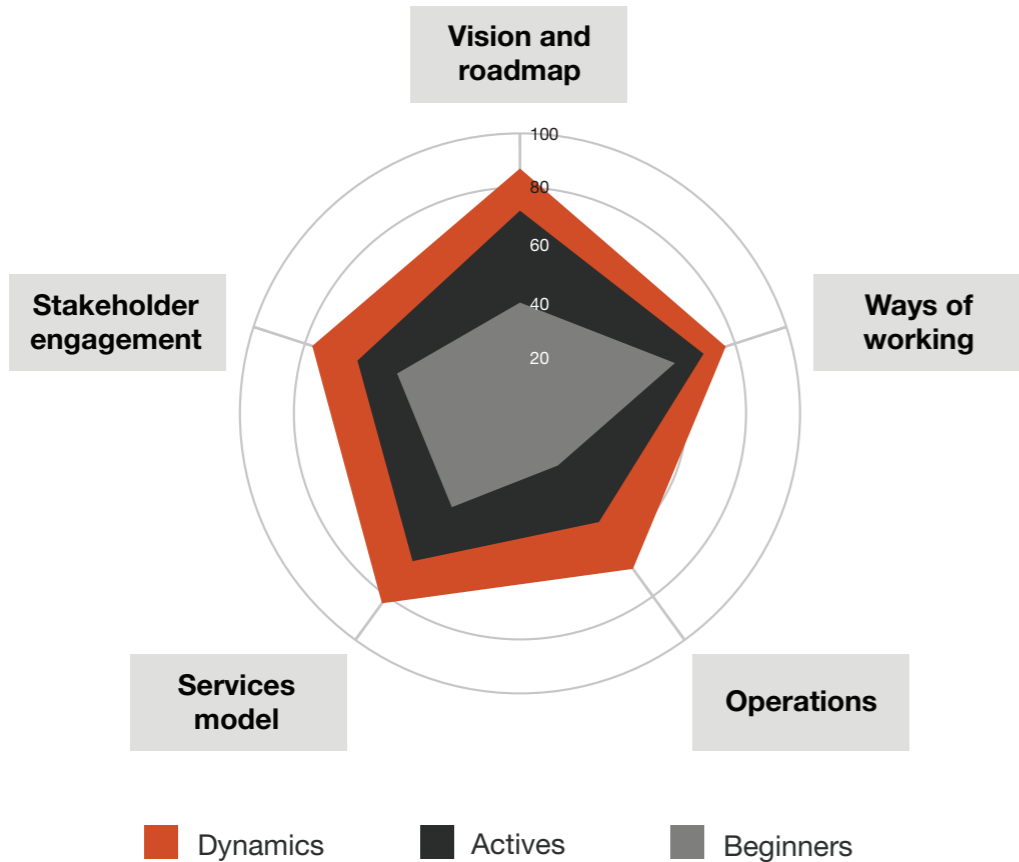 Vision and
roadmap
100
80
60
40
20
Stakeholder
engagement
Ways of
working
Services
model
Operations
Dynamics
Actives
Beginners